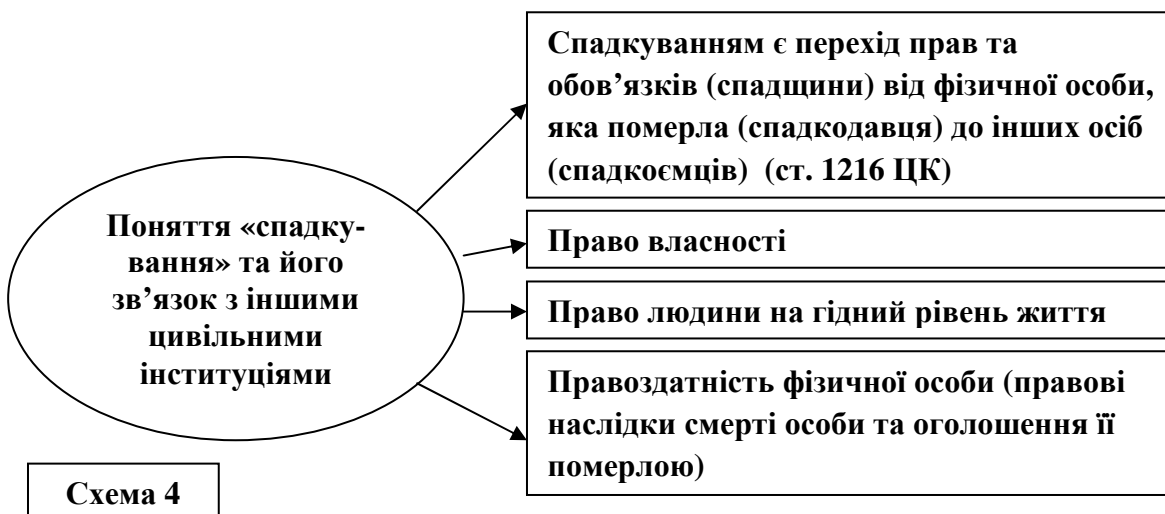 Спадкуванням є перехід прав та
обов’язків (спадщини) від фізичної особи,
яка померла (спадкодавця) до інших осіб
(спадкоємців) (ст. 1216 ЦК)
Поняття «спадку-
вання» та його
зв’язок з іншими
цивільними
інституціями
Право власності
Право людини на гідний рівень життя
Правоздатність фізичної особи (правові
наслідки смерті особи та оголошення її
померлою)
Схема 4